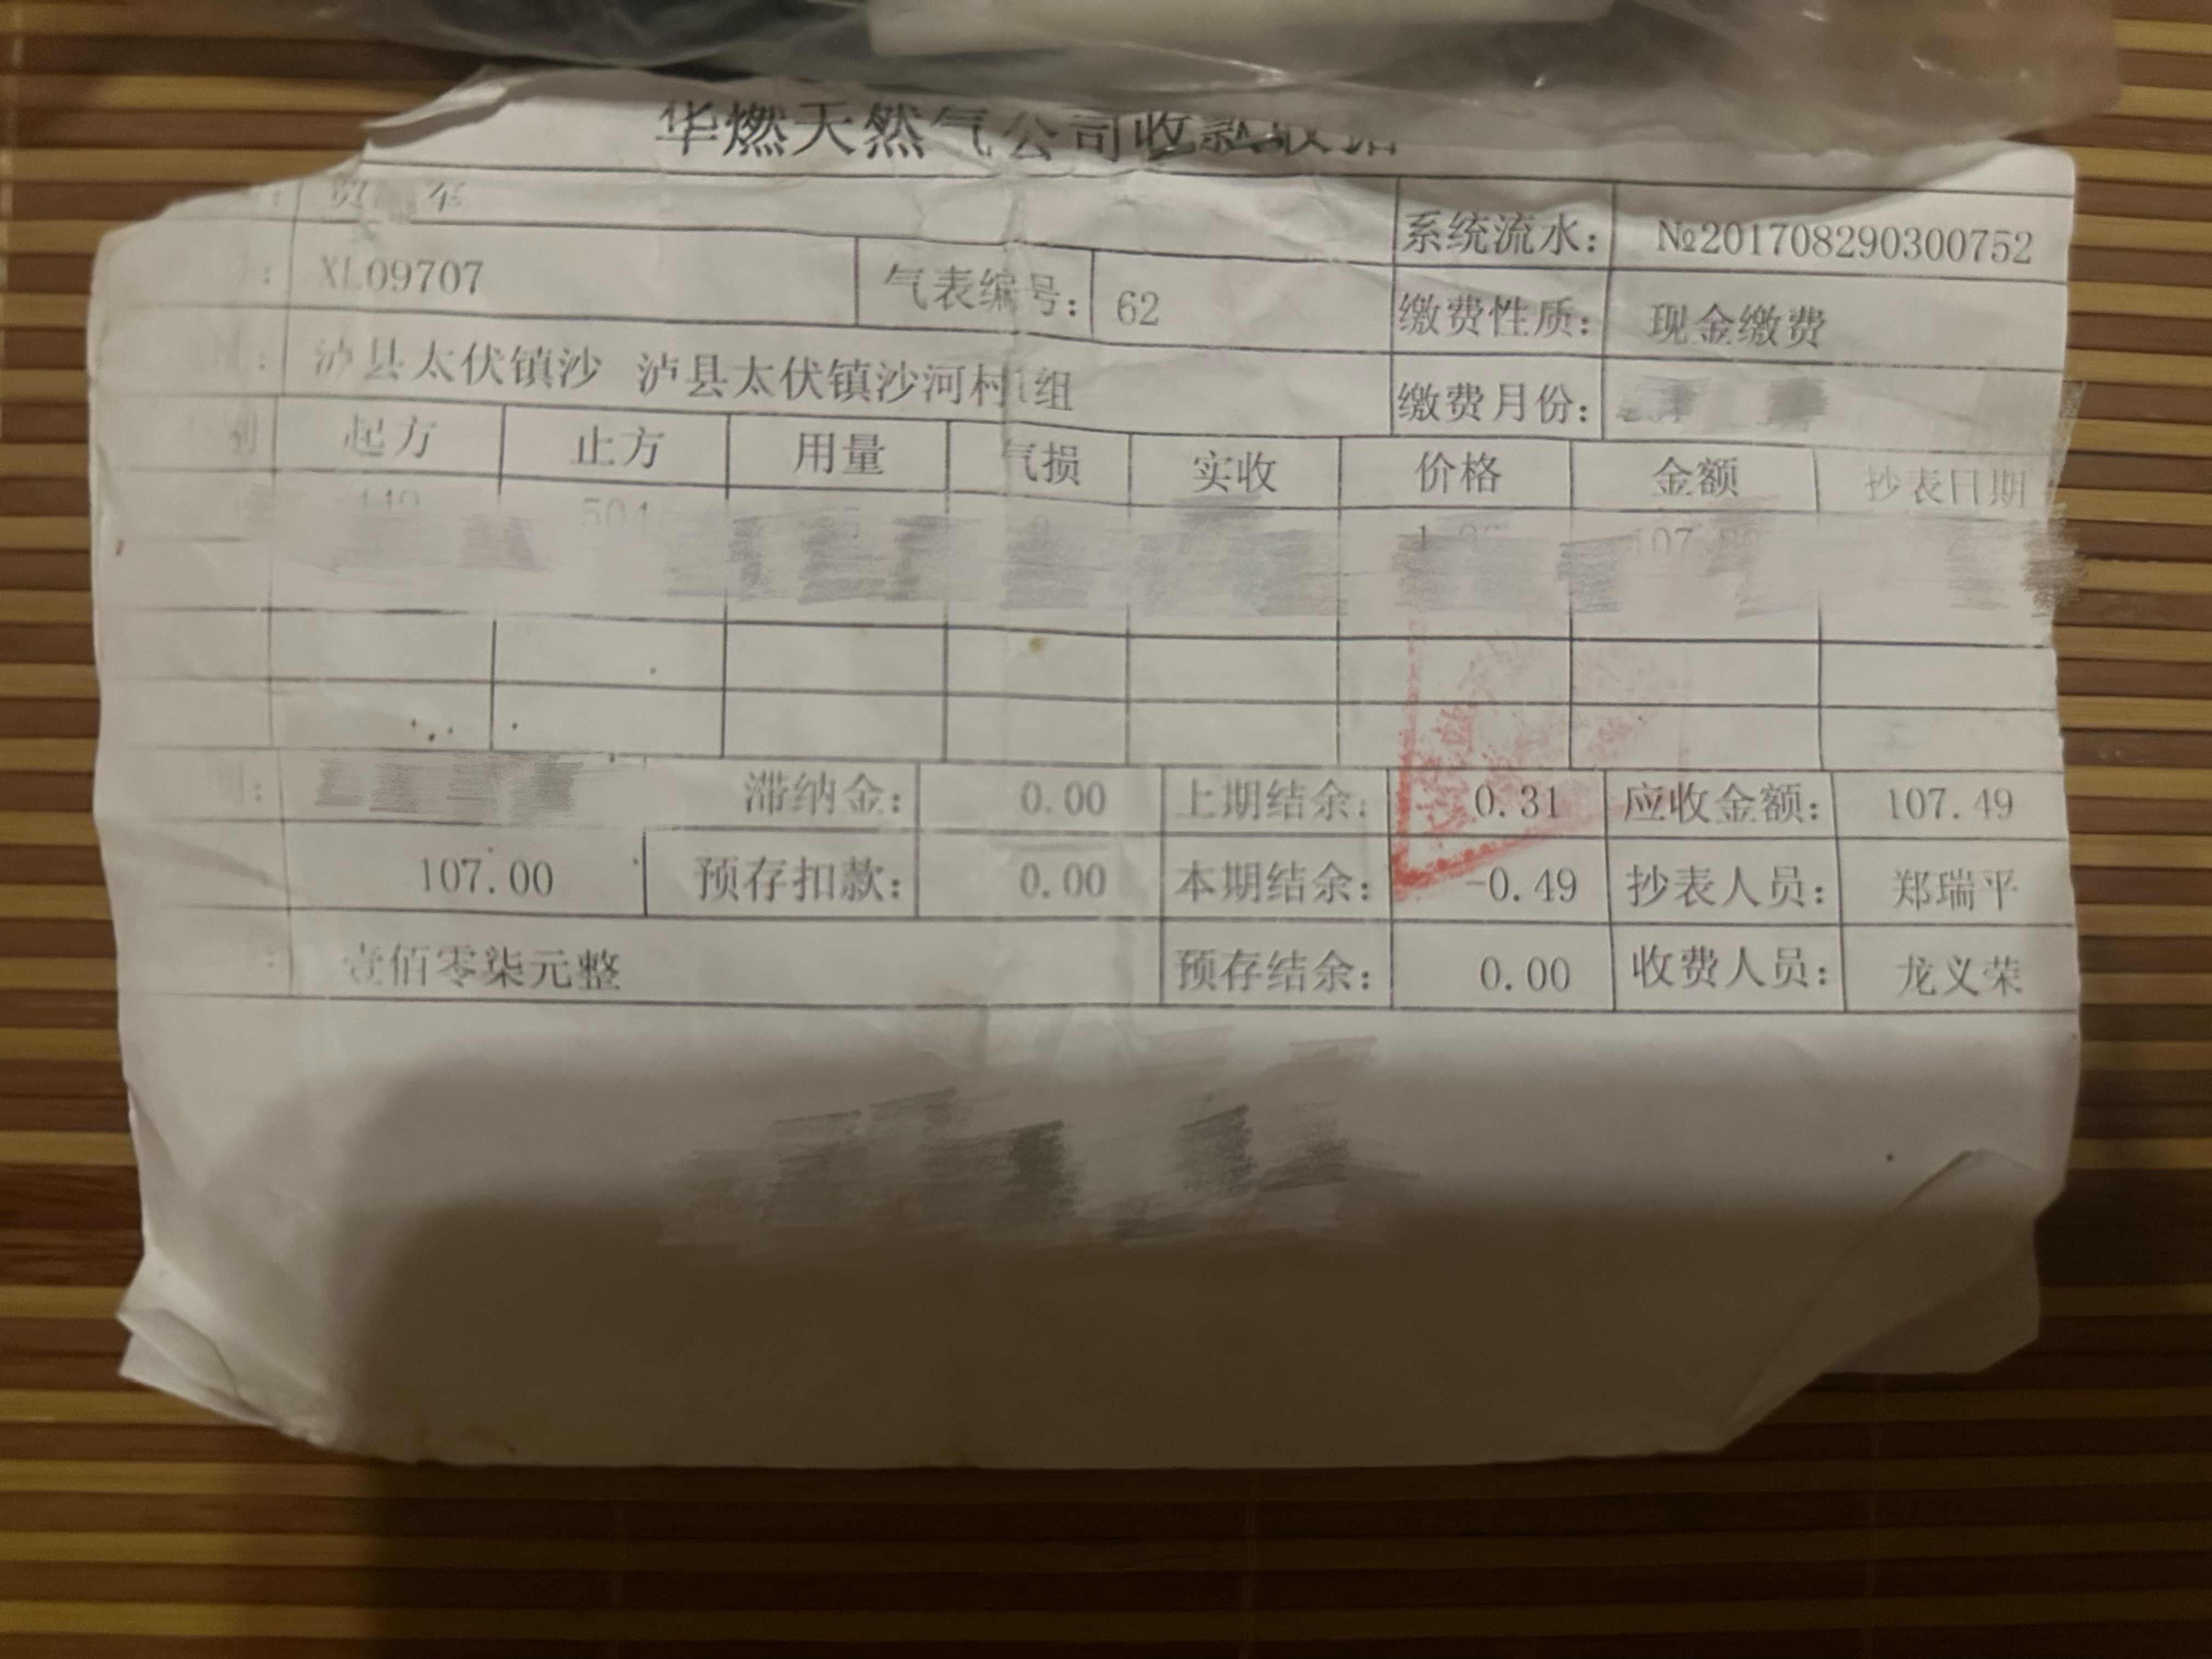 华燃天然气公司收款收据
系统流水： №201708290300752
XL09707 气表编号： 62 缴费性质： 现金缴费
泸县太伏镇沙 泸县太伏镇沙河村1组 缴费月份：
起方 止方 用量 气损 实收 价格 金额 抄表日期
滞纳金： 0.00 上期结余： 0.31 应收金额： 107.49
107.00 预存扣款： 0.00 本期结余： -0.49 抄表人员： 郑瑞平
壹佰零柒元整 预存结余： 0.00 收费人员： 龙义荣